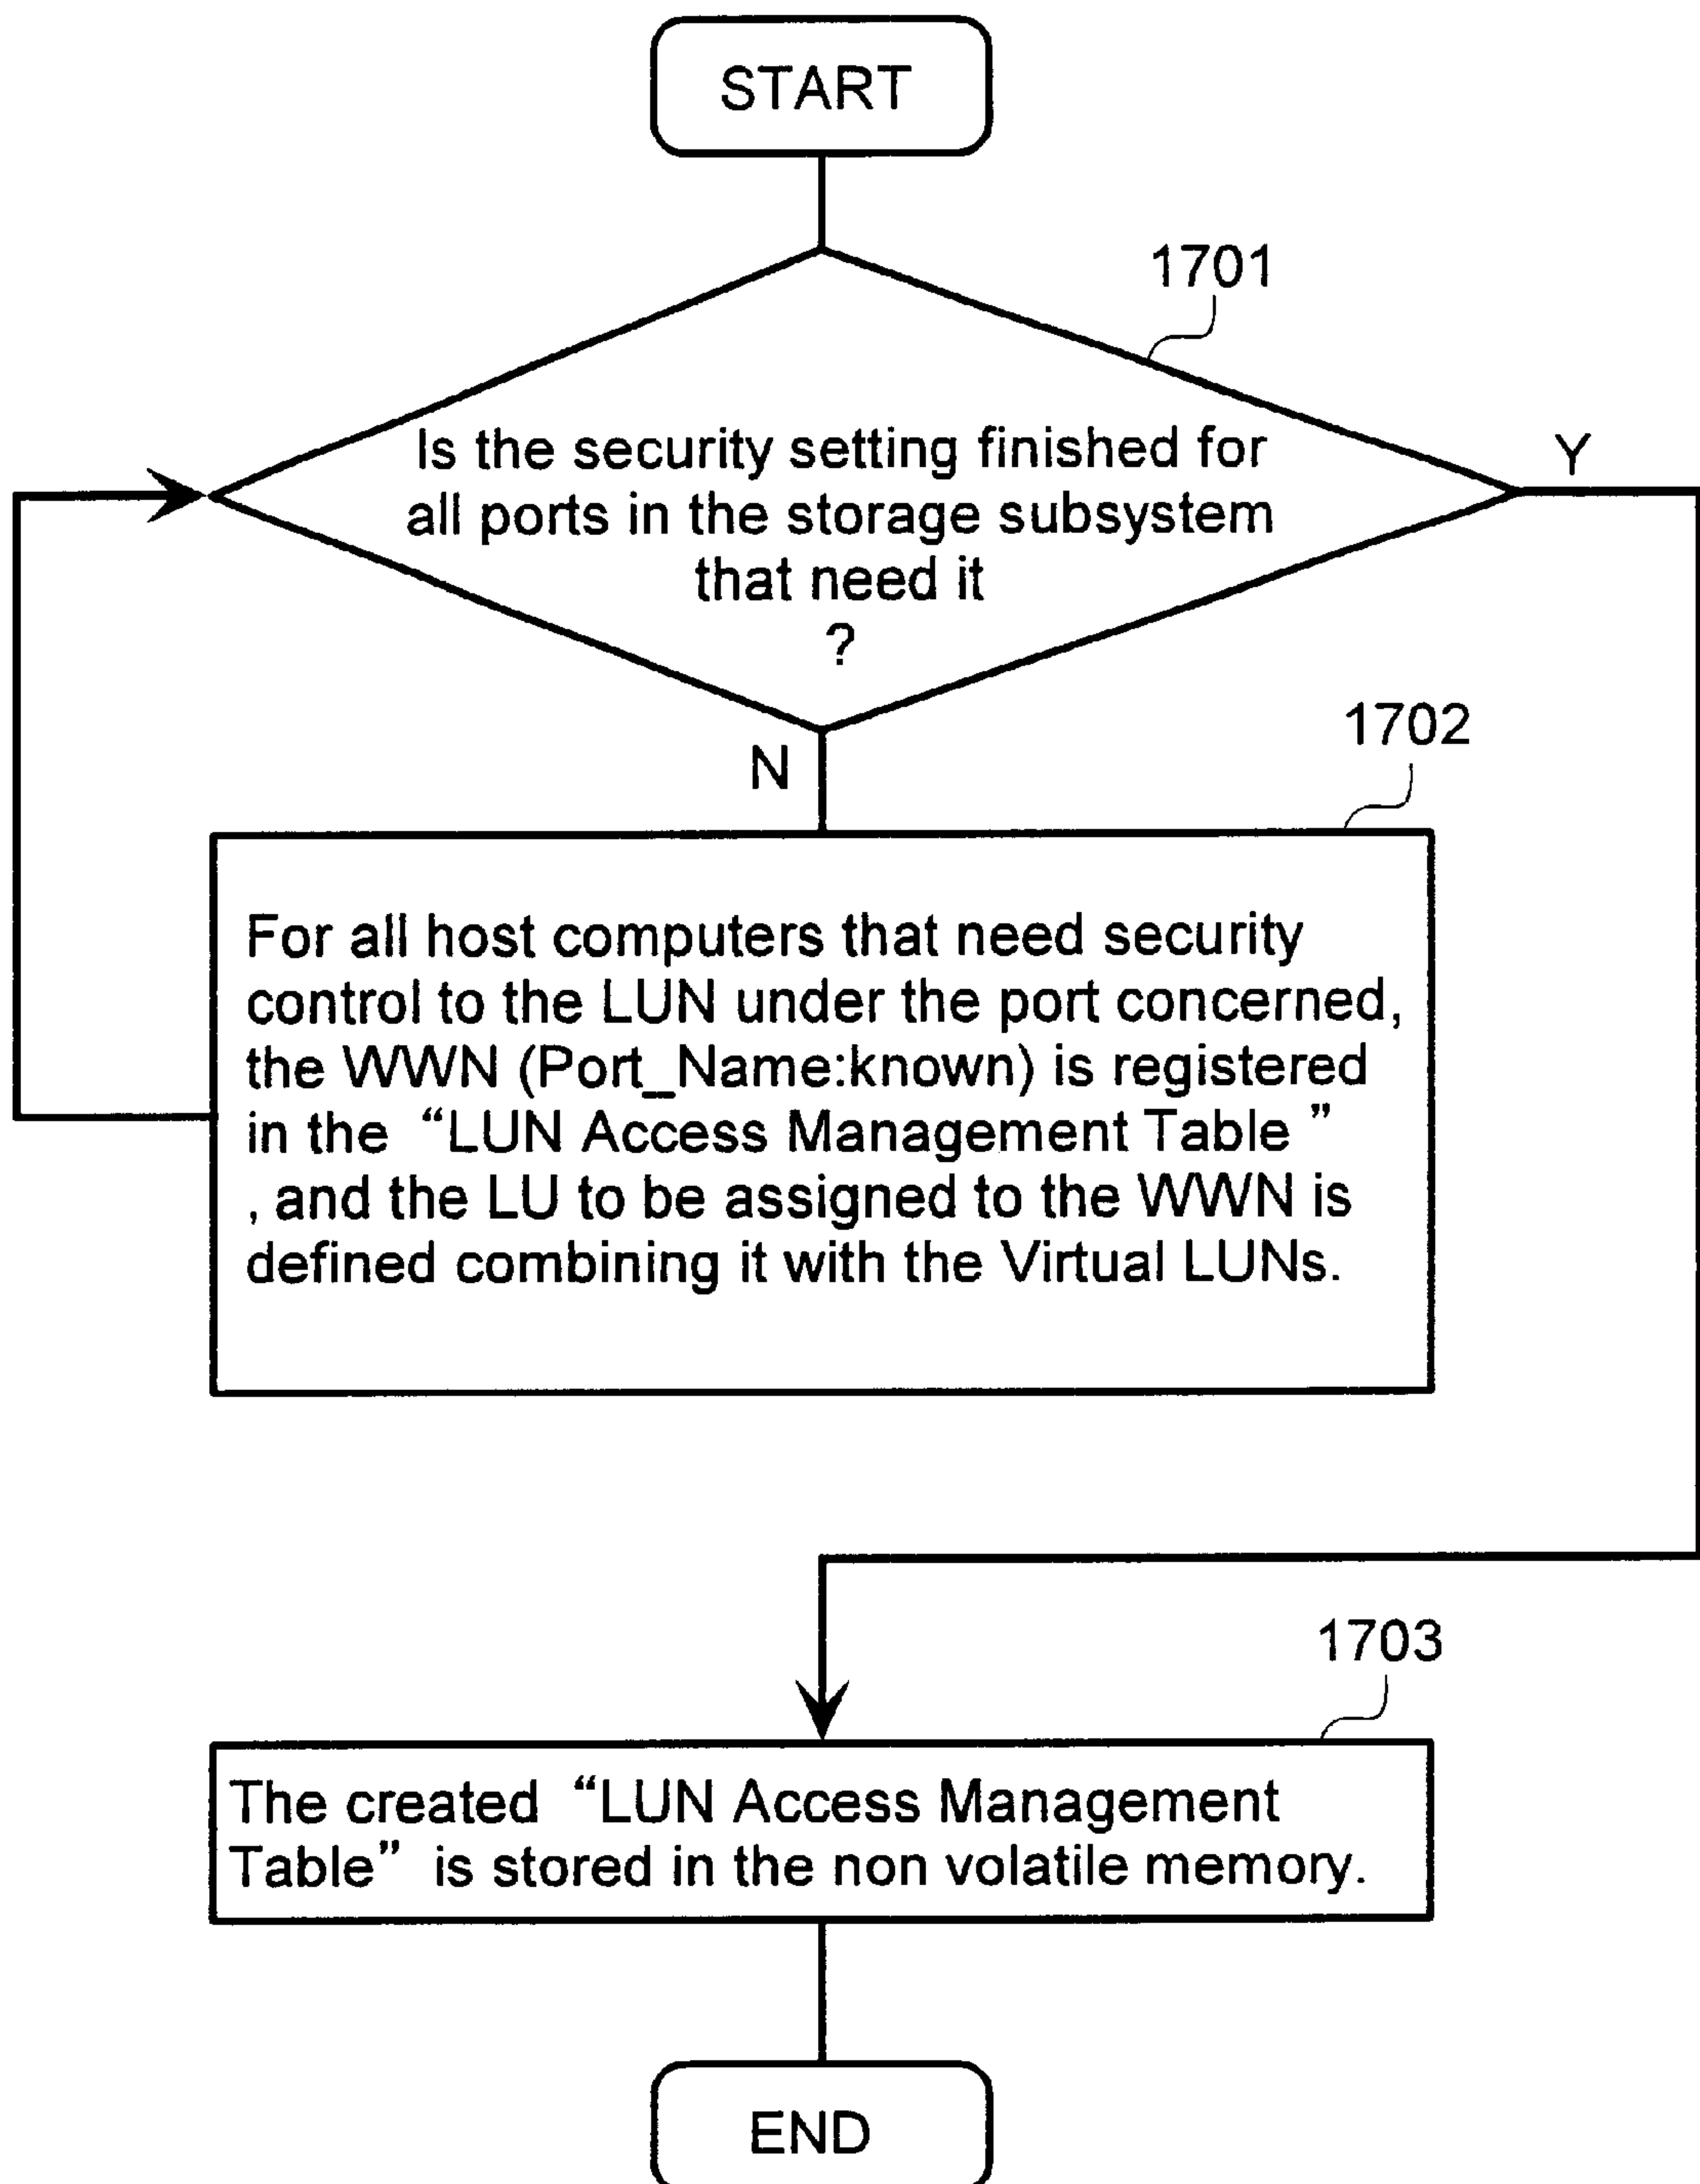 START
1701
Is the security setting finished for
all ports in the storage subsystem
that need it
?
Y
N
1702
For all host computers that need security
control to the LUN under the port concerned,
the WWN (Port_Name:known) is registered
in the “LUN Access Management Table ”
, and the LU to be assigned to the WWN is
defined combining it with the Virtual LUNs.
1703
The created “LUN Access Management
Table” is stored in the non volatile memory.
END